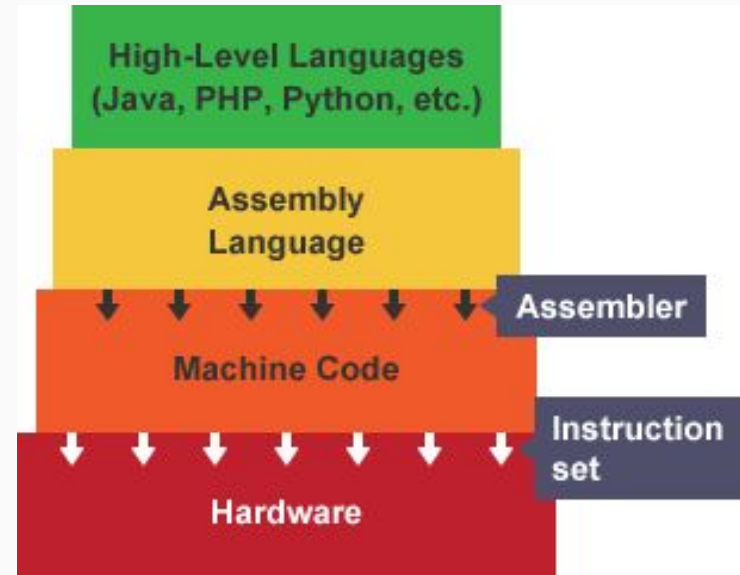 High-Level Languages
(Java, PHP, Python, etc.)
Assembly
Language
Assembler
Machine Code
Instruction
set
Hardware